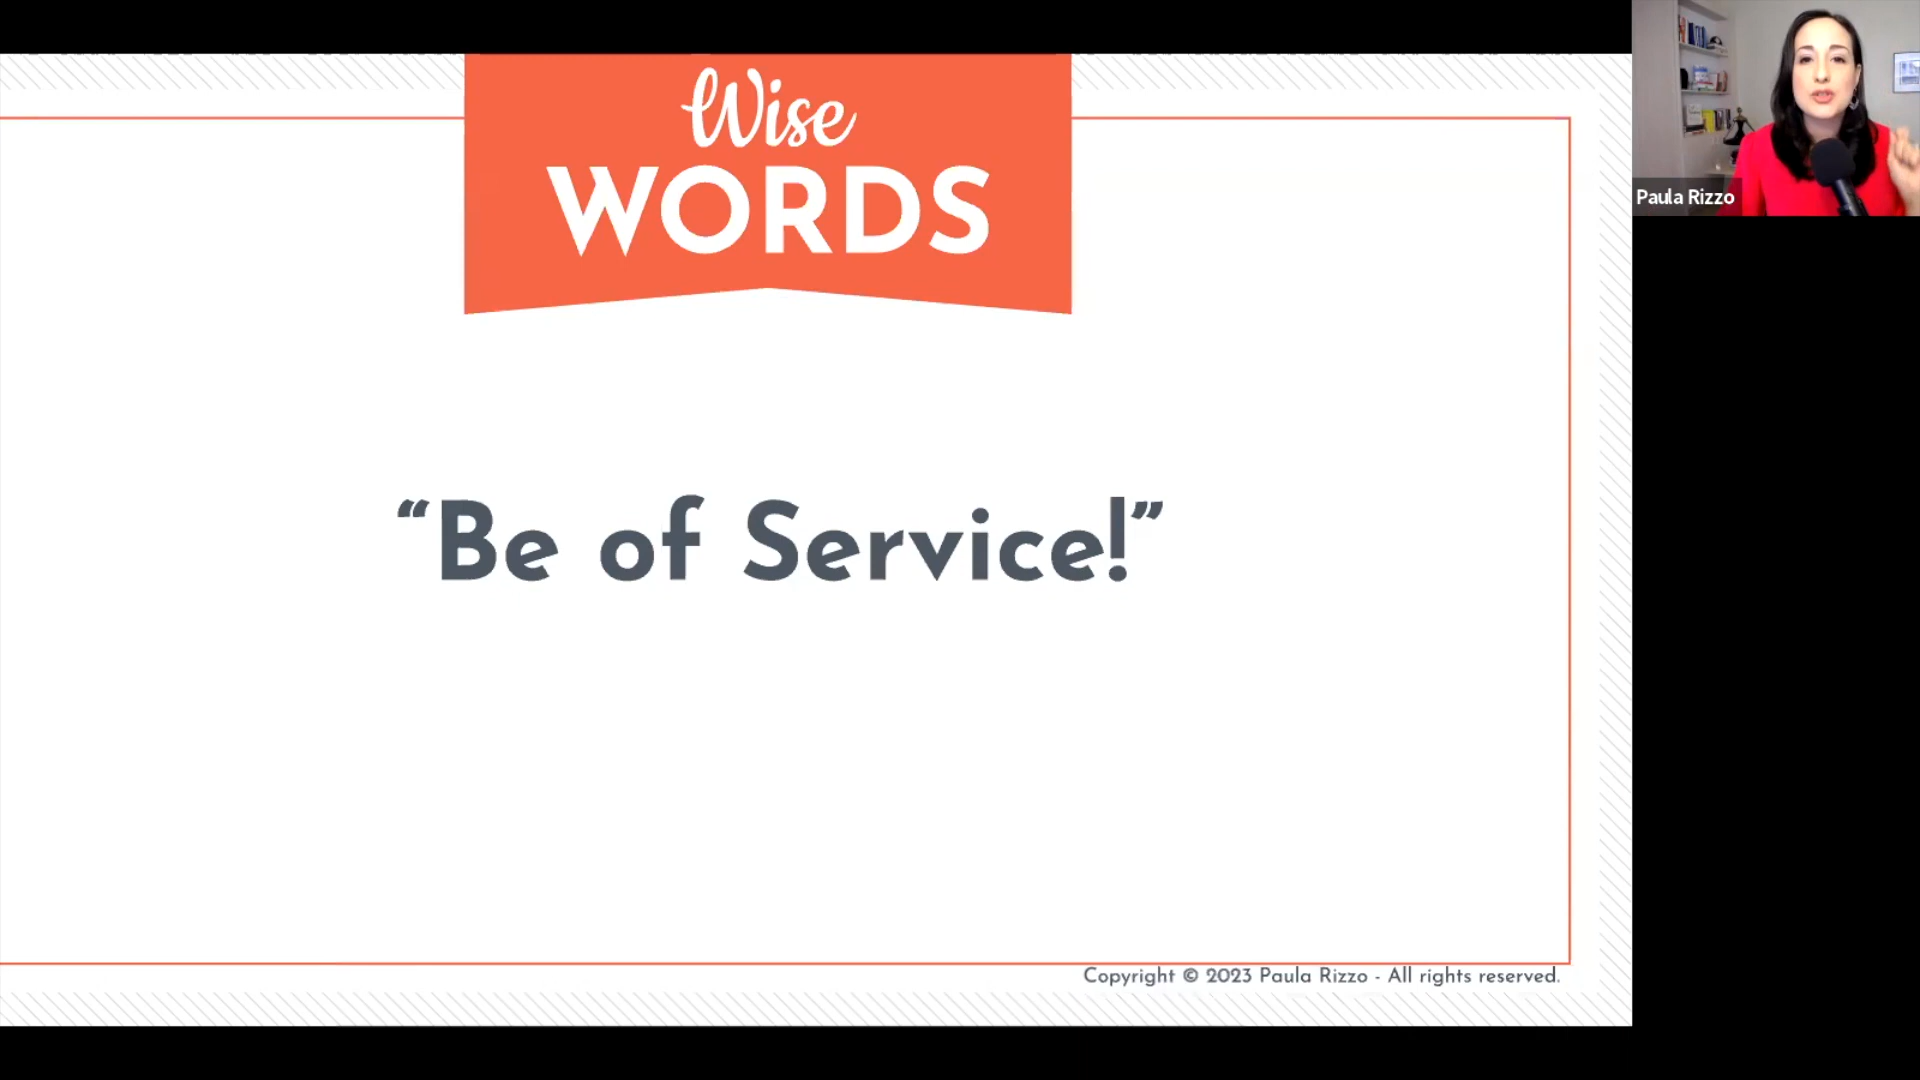 Wise
WORDS
Paula Rizzo
“Be of Service!”
Copyright © 2023 Paula Rizzo - All rights reserved.